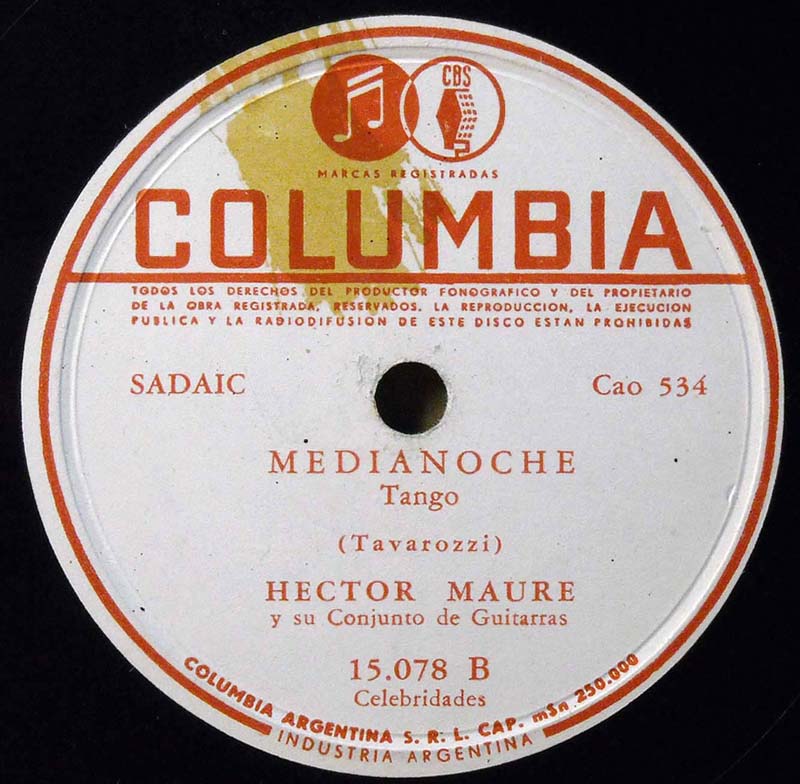 CBS
MARCAS REGISTRADAS
COLUMBIA
TODOS LOS DERECHOS DEL PRODUCTOR FONOGRAFICO Y DEL PROPIETARIO
DE LA OBRA REGISTRADA, RESERVADOS. LA REPRODUCCION, LA EJECUCION
PUBLICA Y LA RADIODIFUSION DE ESTE DISCO ESTAN PROHIBIDAS
SADAIC Cao 534
MEDIANOCHE
Tango
(Tavarozzi)
HECTOR MAURE
y su Conjunto de Guitarras
15.078 B
Celebridades
COLUMBIA ARGENTINA S. R. L. CAP. m$n 250.000
INDUSTRIA ARGENTINA